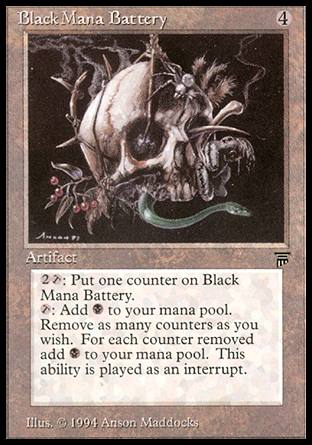 Black Mana Battery 4
ANSON 93
Artifact
2 : Put one counter on Black
Mana Battery.
: Add to your mana pool.
Remove as many counters as you
wish. For each counter removed
add to your mana pool. This
ability is played as an interrupt.
Illus. © 1994 Anson Maddocks